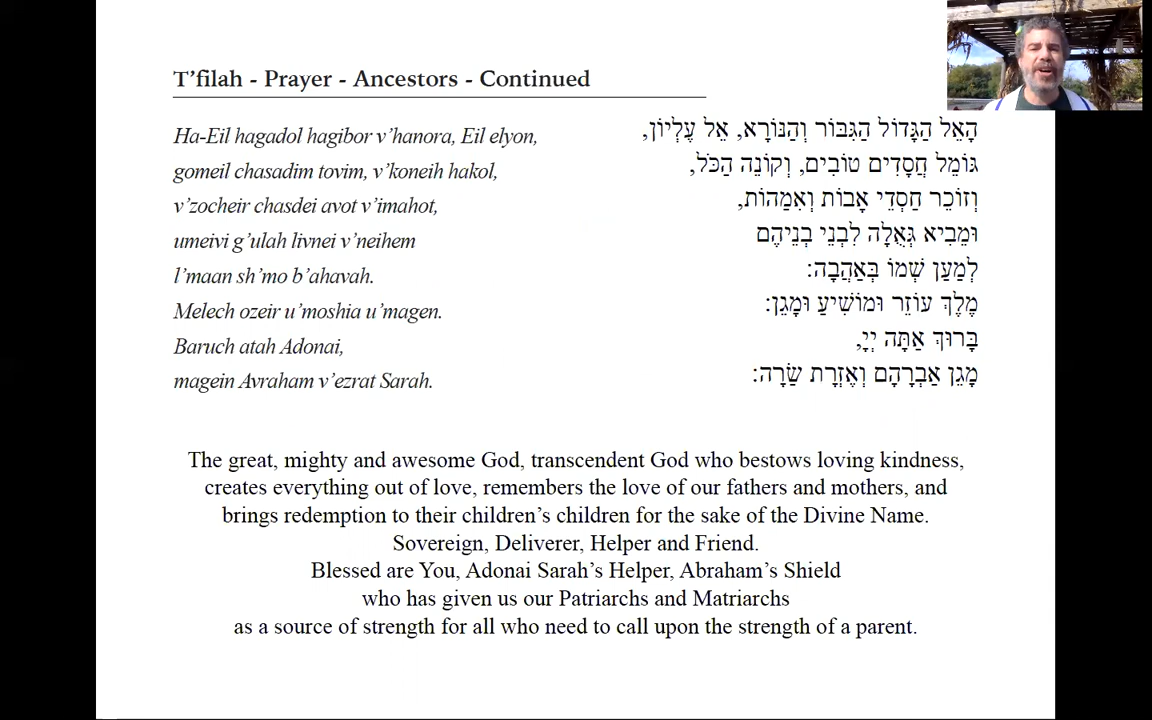 T’filah - Prayer - Ancestors - Continued
Ha-Eil hagadol hagibor v’hanora, Eil elyon,
gomeil chasadim tovim, v’koneih hakol,
v’zocheir chasdei avot v’imahot,
umeivi g’ulah livnei v’neihem
l’maan sh’mo b’ahavah.
Melech ozeir u’moshia u’magen.
Baruch atah Adonai,
magein Avraham v’ezrat Sarah.
הָאֵל הַגָּדוֹל הַגִּבּוֹר וְהַנּוֹרָא, אֵל עֶלְיוֹן,
גּוֹמֵל חֲסָדִים טוֹבִים, וְקוֹנֵה הַכֹּל,
וְזוֹכֵר חַסְדֵי אָבוֹת וְאִמַהוֹת,
וּמֵבִיא גְּאֻלָה לִבְנֵי בְנֵיהֶם
לְמַעַן שְׁמוֹ בְּאַהֲבָה:
מֶלֶךְ עוֹזֵר וּמוֹשִׁיעַ וּמָגֵן:
בָּרוּךְ אַתָּה יְיָ,
מָגֵן אַבְרָהָם וְאֶזְרָת שָׂרָה:
The great, mighty and awesome God, transcendent God who bestows loving kindness,
creates everything out of love, remembers the love of our fathers and mothers, and
brings redemption to their children’s children for the sake of the Divine Name.
Sovereign, Deliverer, Helper and Friend.
Blessed are You, Adonai Sarah’s Helper, Abraham’s Shield
who has given us our Patriarchs and Matriarchs
as a source of strength for all who need to call upon the strength of a parent.